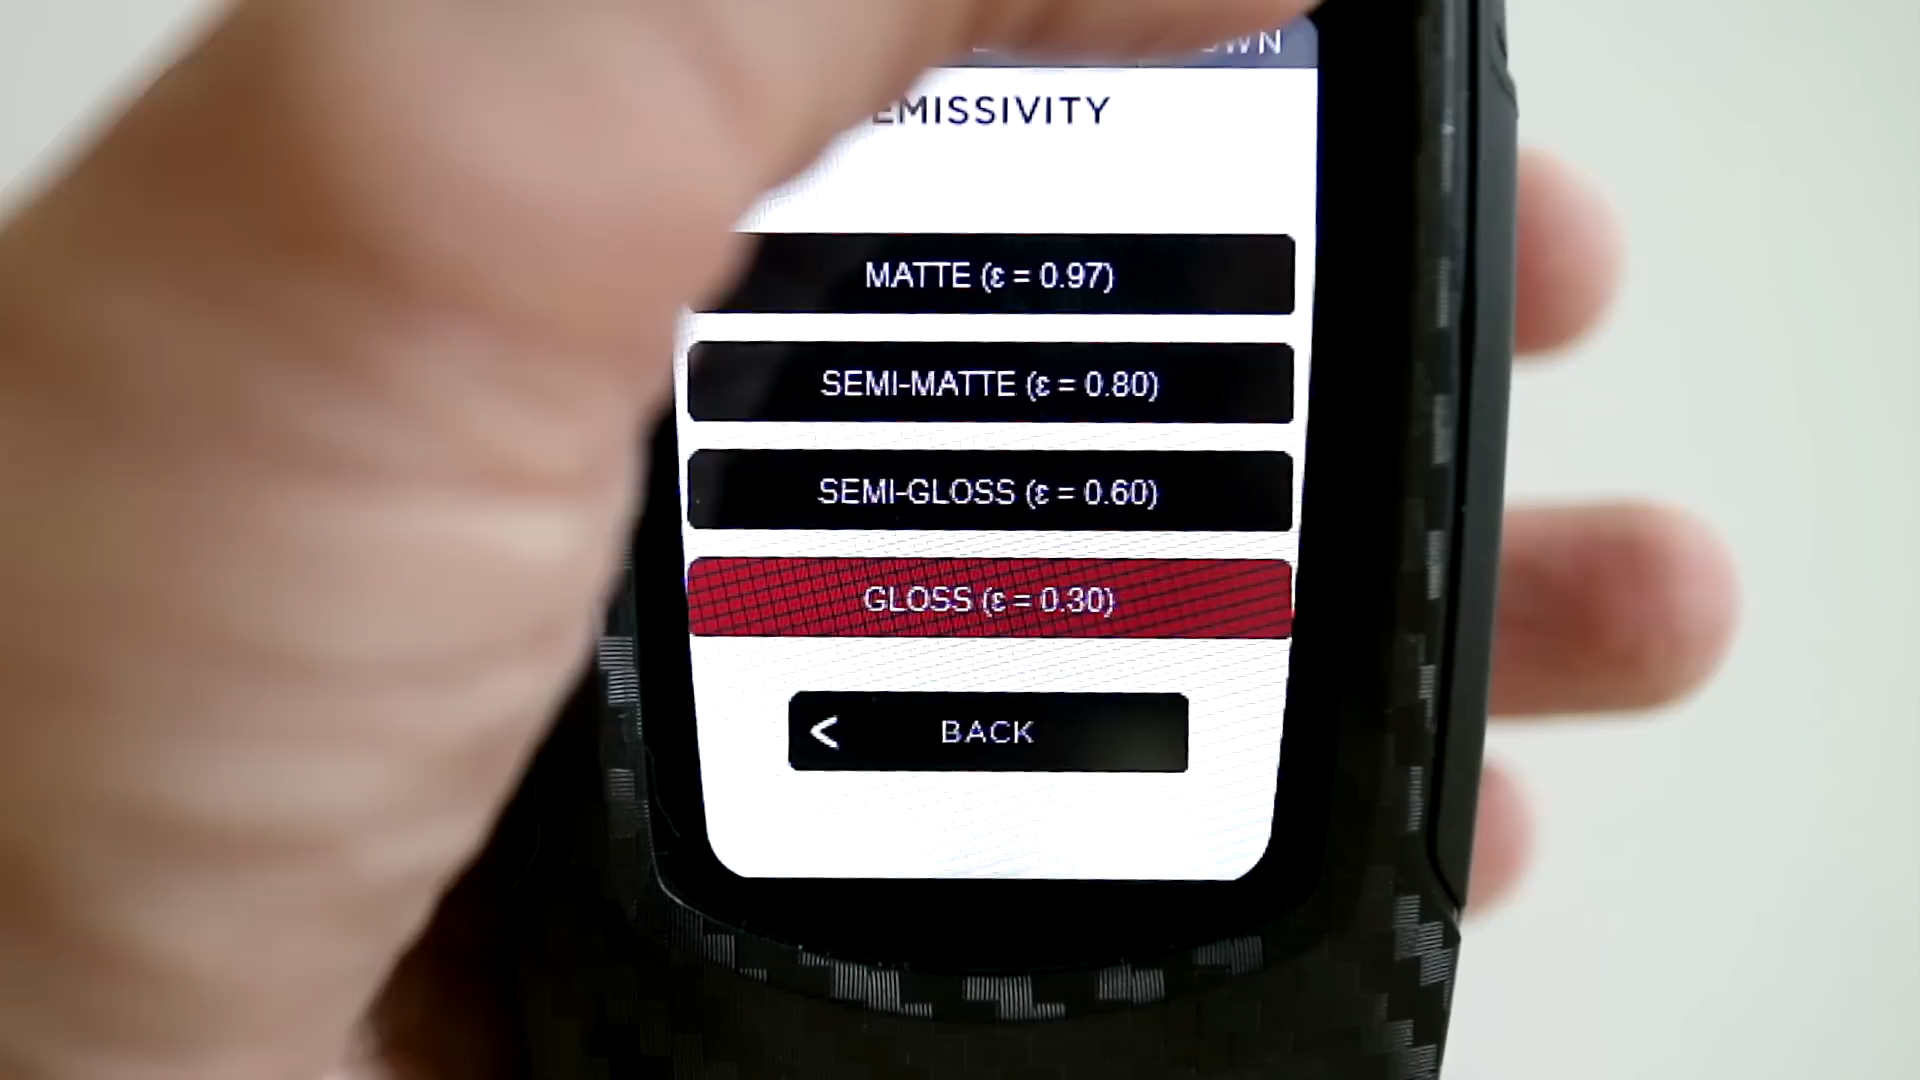 EMISSIVITY
MATTE (ε = 0.97)
SEMI-MATTE (ε = 0.80)
SEMI-GLOSS (ε = 0.60)
GLOSS (ε = 0.30)
< BACK